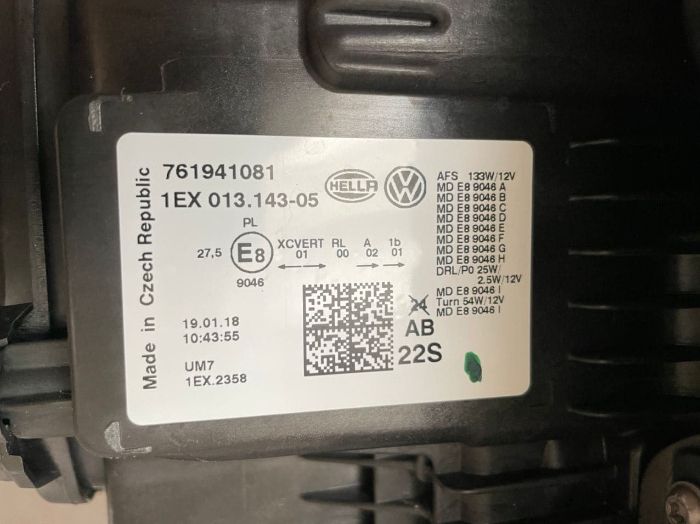 Made in Czech Republic
761941081
1EX 013.143-05
HELLA
VW
PL
27,5
E8
9046
XCVERT RL A 1b
01 00 02 01
19.01.18
10:43:55
UM7
1EX.2358
AFS 133W/12V
MD E8 9046 A
MD E8 9046 B
MD E8 9046 C
MD E8 9046 D
MD E8 9046 E
MD E8 9046 F
MD E8 9046 G
MD E8 9046 H
DRL/P0 25W/
2.5W/12V
MD E8 9046 I
Turn 54W/12V
MD E8 9046 I
24
AB
22S